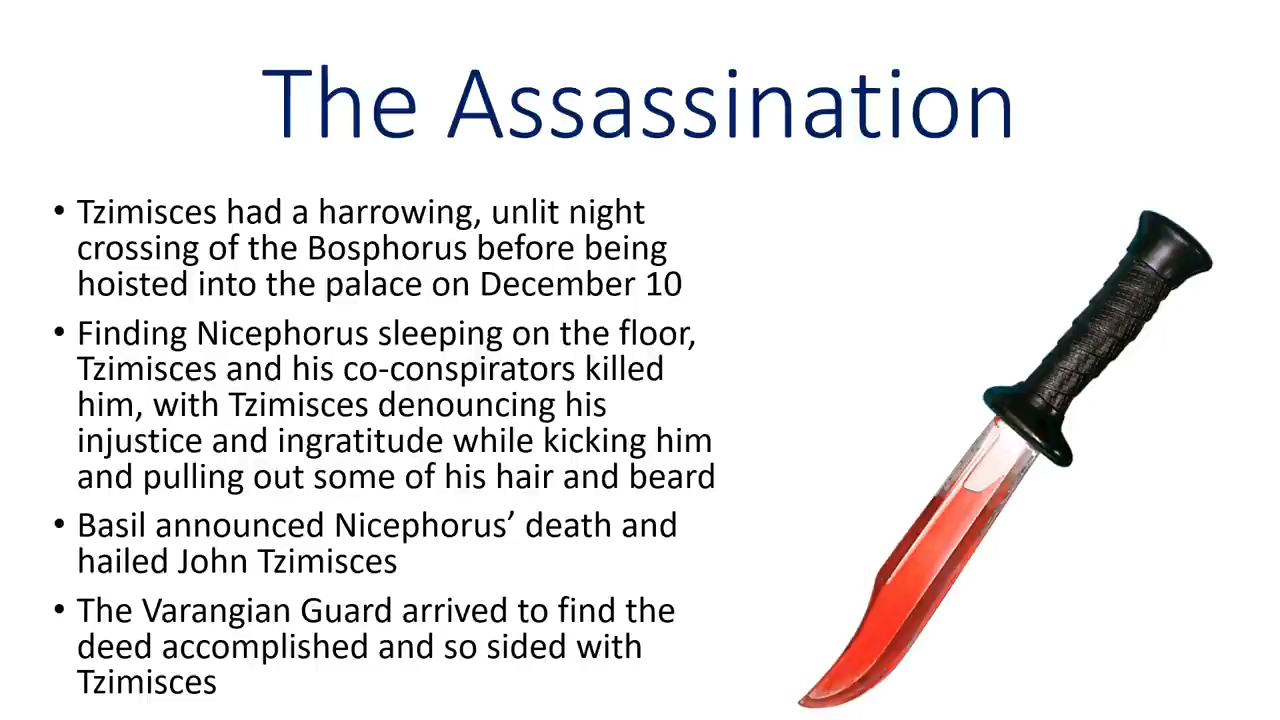 The Assassination
• Tzimisces had a harrowing, unlit night
crossing of the Bosphorus before being
hoisted into the palace on December 10
• Finding Nicephorus sleeping on the floor,
Tzimisces and his co-conspirators killed
him, with Tzimisces denouncing his
injustice and ingratitude while kicking him
and pulling out some of his hair and beard
• Basil announced Nicephorus’ death and
hailed John Tzimisces
• The Varangian Guard arrived to find the
deed accomplished and so sided with
Tzimisces